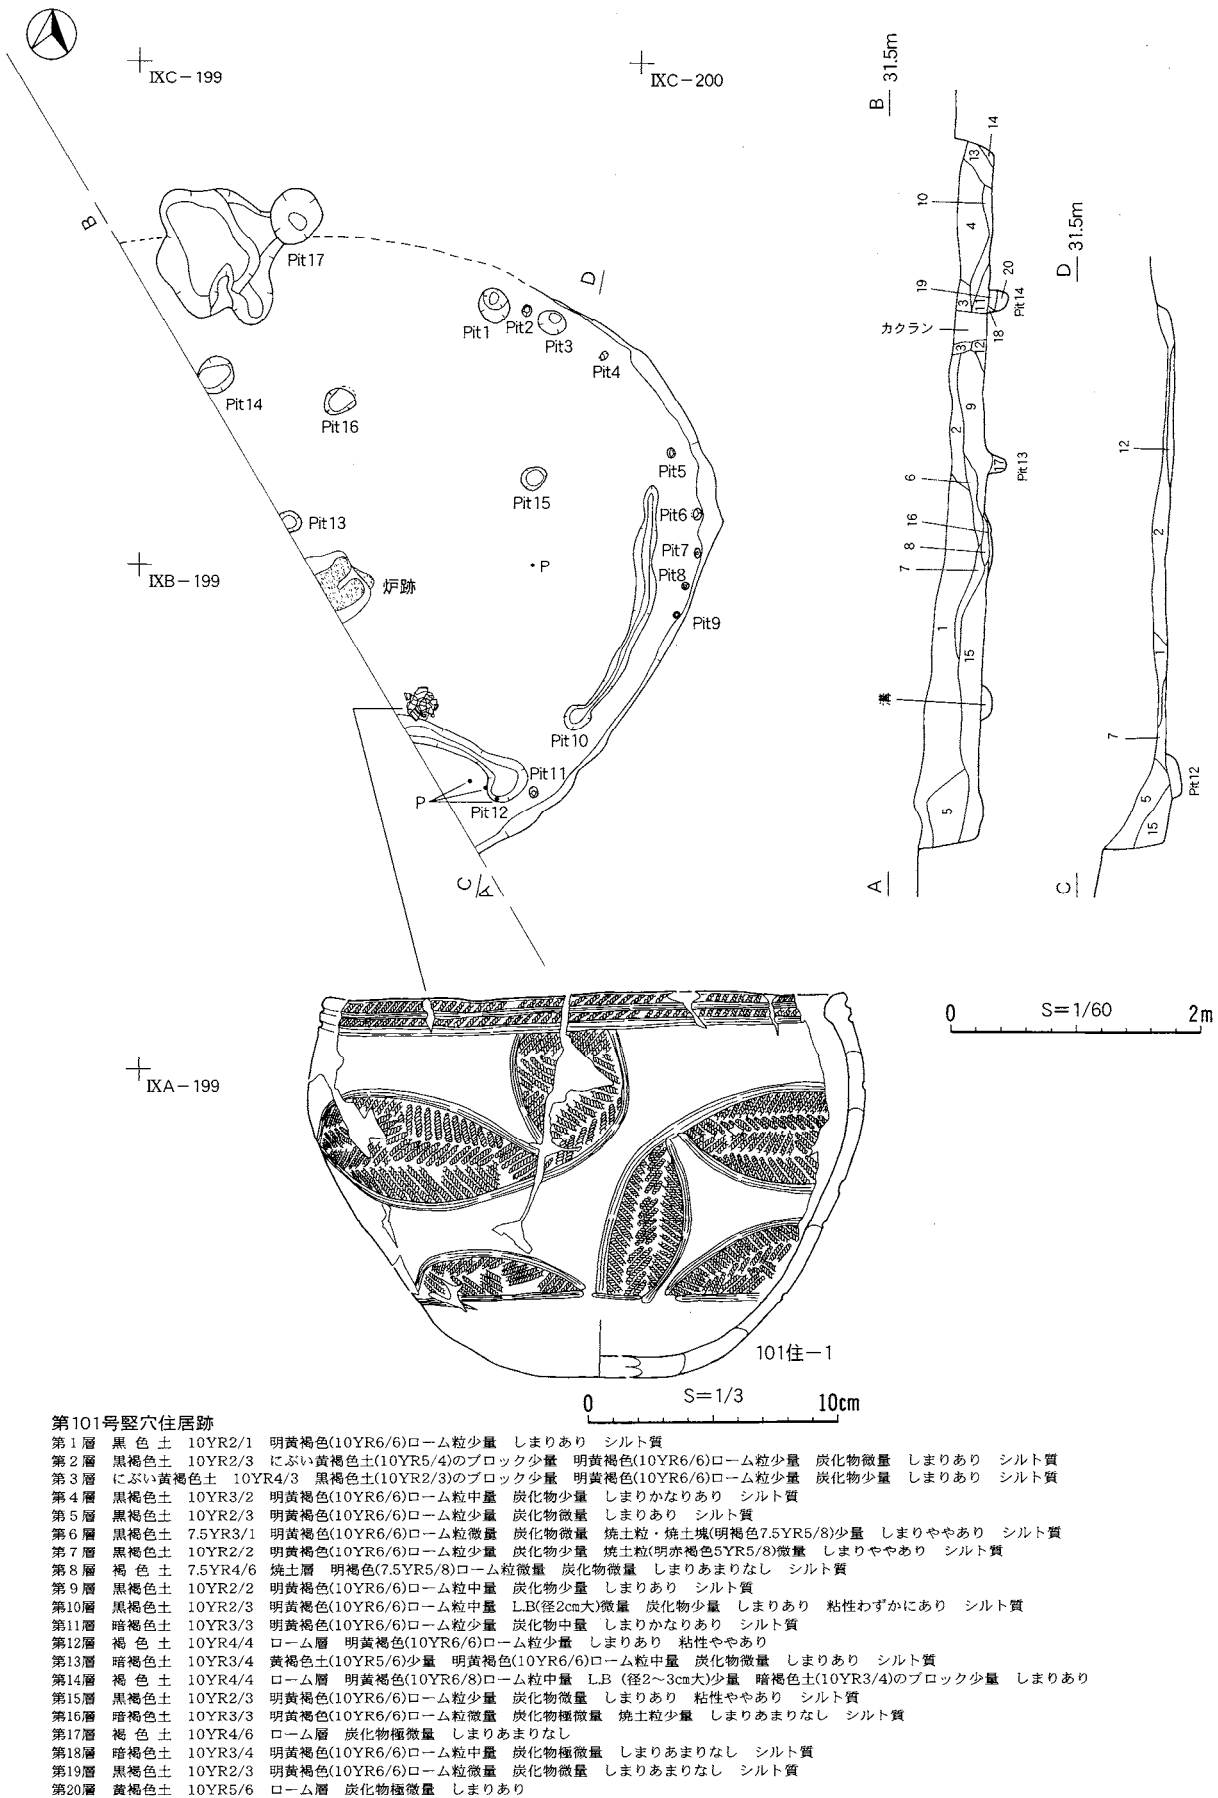 IXC-199
IXC-200
B
Pit17
D
Pit1
Pit2
Pit3
Pit4
Pit14
Pit16
Pit5
Pit15
Pit6
Pit13
Pit7
IXB-199
P
Pit8
炉跡
Pit9
Pit10
Pit11
P
Pit12
C
A
IXA-199
B 31.5m
14
13
10
4
20
19
3
11
Pit14
18
カクラン
3
12
9
2
17
Pit13
6
16
8
7
1
15
溝
5
A
D 31.5m
12
2
1
7
Pit12
5
15
C
0 S=1/60 2m
101住-1
0 S=1/3 10cm
第101号竪穴住居跡
第1層 黒色土 10YR2/1 明黄褐色(10YR6/6)ローム粒少量 しまりあり シルト質
第2層 黒褐色土 10YR2/3 にぶい黄褐色土(10YR5/4)のブロック少量 明黄褐色(10YR6/6)ローム粒少量 炭化物微量 しまりあり シルト質
第3層 にぶい黄褐色土 10YR4/3 黒褐色土(10YR2/3)のブロック少量 明黄褐色(10YR6/6)ローム粒少量 炭化物少量 しまりあり シルト質
第4層 黒褐色土 10YR3/2 明黄褐色(10YR6/6)ローム粒中量 炭化物少量 しまりかなりあり シルト質
第5層 黒褐色土 10YR2/3 明黄褐色(10YR6/6)ローム粒少量 炭化物微量 しまりあり シルト質
第6層 黒褐色土 7.5YR3/1 明黄褐色(10YR6/6)ローム粒微量 炭化物微量 焼土粒・焼土塊(明褐色7.5YR5/8)少量 しまりややあり シルト質
第7層 黒褐色土 10YR2/2 明黄褐色(10YR6/6)ローム粒少量 炭化物少量 焼土粒(明赤褐色5YR5/8)微量 しまりややあり シルト質
第8層 褐色土 7.5YR4/6 焼土層 明褐色(7.5YR5/8)ローム粒微量 炭化物微量 しまりあまりなし シルト質
第9層 黒褐色土 10YR2/2 明黄褐色(10YR6/6)ローム粒中量 炭化物少量 しまりあり シルト質
第10層 黒褐色土 10YR2/3 明黄褐色(10YR6/6)ローム粒中量 L.B(径2cm大)微量 炭化物少量 しまりあり 粘性わずかにあり シルト質
第11層 暗褐色土 10YR3/3 明黄褐色(10YR6/6)ローム粒少量 炭化物中量 しまりかなりあり シルト質
第12層 褐色土 10YR4/4 ローム層 明黄褐色(10YR6/6)ローム粒少量 しまりあり 粘性ややあり
第13層 暗褐色土 10YR3/4 黄褐色土(10YR5/6)少量 明黄褐色(10YR6/6)ローム粒中量 炭化物微量 しまりあり シルト質
第14層 褐色土 10YR4/4 ローム層 明黄褐色(10YR6/8)ローム粒中量 L.B(径2〜3cm大)少量 暗褐色土(10YR3/4)のブロック少量 しまりあり
第15層 黒褐色土 10YR2/3 明黄褐色(10YR6/6)ローム粒少量 炭化物微量 しまりあり 粘性ややあり シルト質
第16層 暗褐色土 10YR3/3 明黄褐色(10YR6/6)ローム粒微量 炭化物極微量 焼土粒少量 しまりあまりなし シルト質
第17層 褐色土 10YR4/6 ローム層 炭化物極微量 しまりあまりなし
第18層 暗褐色土 10YR3/4 明黄褐色(10YR6/6)ローム粒中量 炭化物極微量 しまりあまりなし シルト質
第19層 黒褐色土 10YR2/3 明黄褐色(10YR6/6)ローム粒微量 炭化物微量 しまりあまりなし シルト質
第20層 黄褐色土 10YR5/6 ローム層 炭化物極微量 しまりあり